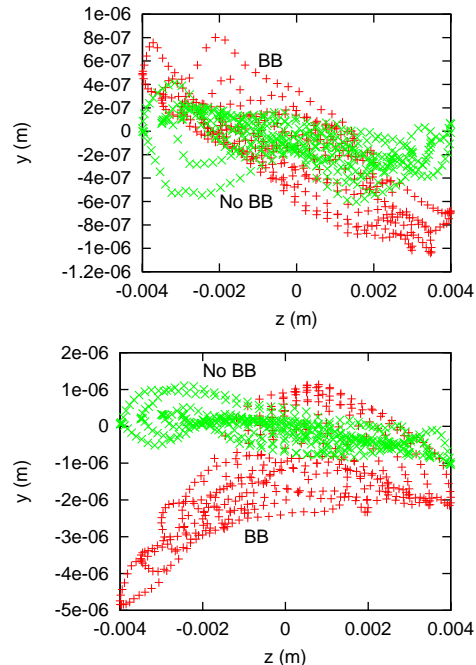 1e-06
8e-07
6e-07
4e-07
2e-07
0
-2e-07
-4e-07
-6e-07
-8e-07
-1e-06
-1.2e-06
y (m)
BB
No BB
-0.004 -0.002 0 0.002 0.004
z (m)
2e-06
1e-06
0
-1e-06
-2e-06
-3e-06
-4e-06
-5e-06
y (m)
No BB
BB
-0.004 -0.002 0 0.002 0.004
z (m)